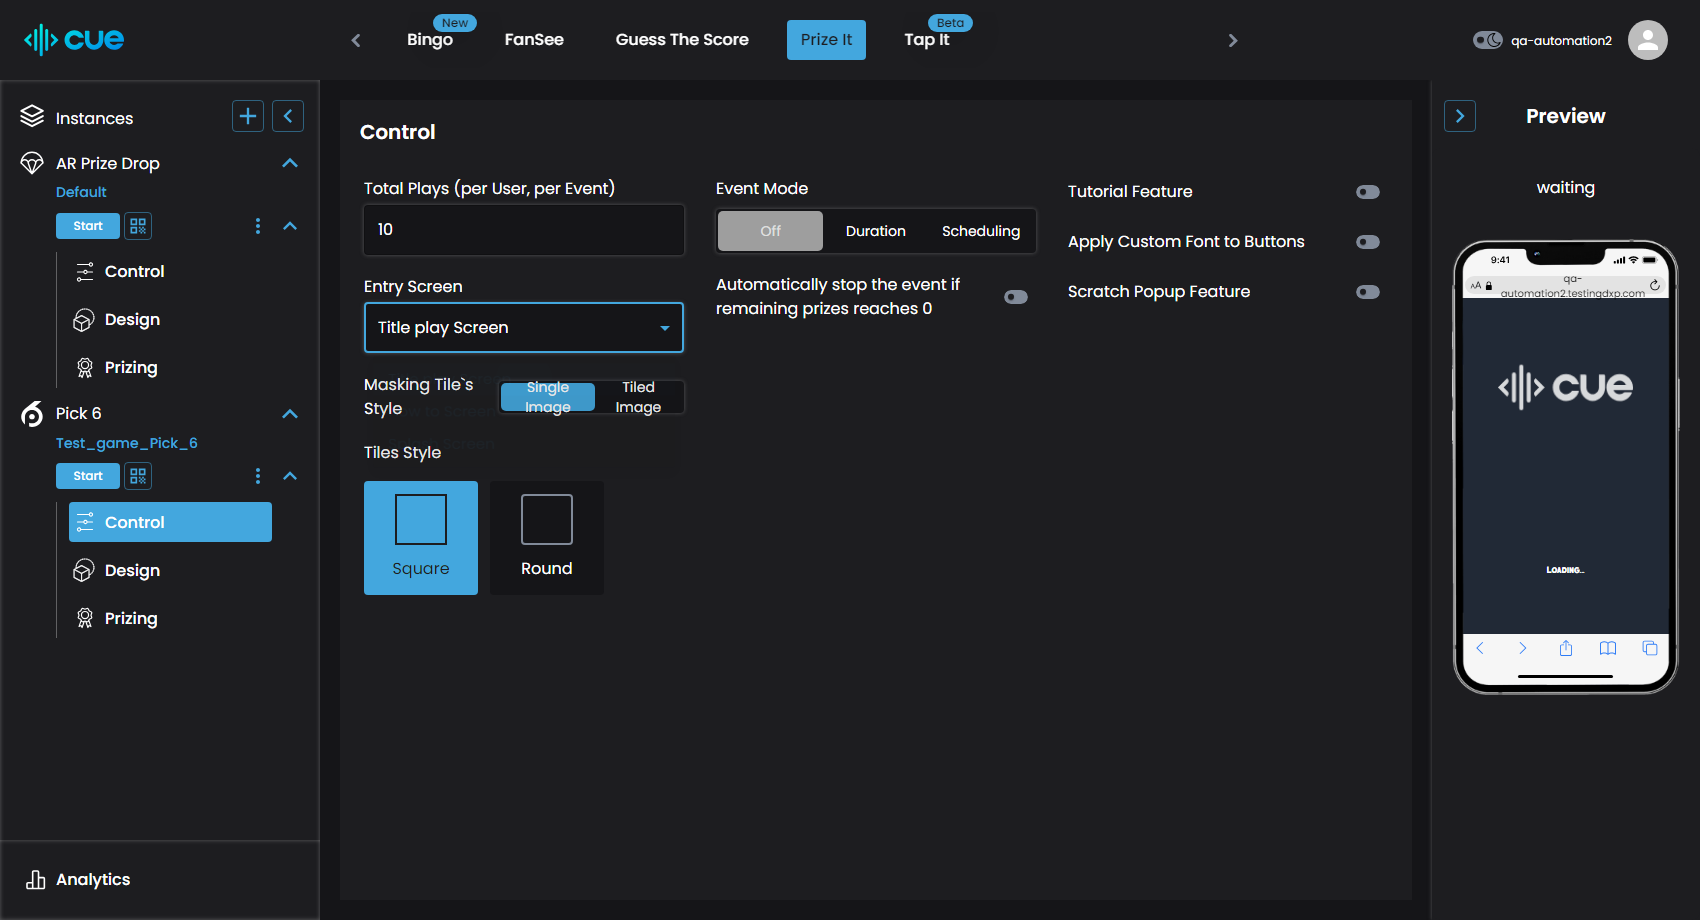 cue
Bingo
New
FanSee
Guess The Score
Prize It
Tap It
Beta
qa-automation2
Instances
AR Prize Drop
Default
Start
Control
Design
Prizing
Pick 6
Test_game_Pick_6
Start
Control
Design
Prizing
Analytics
Control
Total Plays (per User, per Event)
10
Entry Screen
Title play Screen
Masking Tile`s
Style
Single
Image
Tiled
Image
Tiles Style
Square
Round
Event Mode
Off
Duration
Scheduling
Automatically stop the event if
remaining prizes reaches 0
Tutorial Feature
Apply Custom Font to Buttons
Scratch Popup Feature
Preview
waiting
9:41
AA
qa-
automation2.testingdxp.com
cue
LOADING...